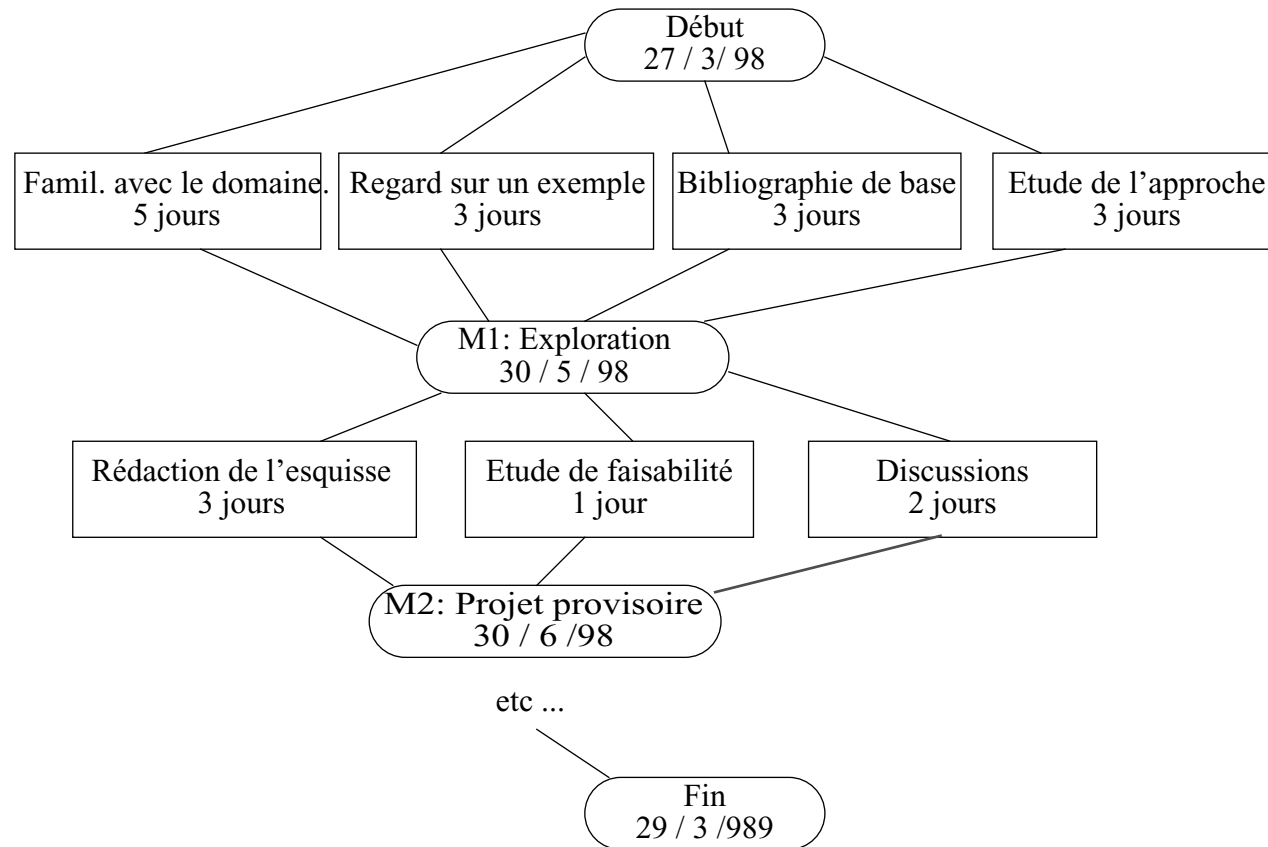 Début
27 / 3/ 98
Famil. avec le domaine.
5 jours
Regard sur un exemple
3 jours
Bibliographie de base
3 jours
Etude de l’approche
3 jours
M1: Exploration
30 / 5 / 98
Rédaction de l’esquisse
3 jours
Etude de faisabilité
1 jour
Discussions
2 jours
M2: Projet provisoire
30 / 6 /98
etc ...
Fin
29 / 3 /989